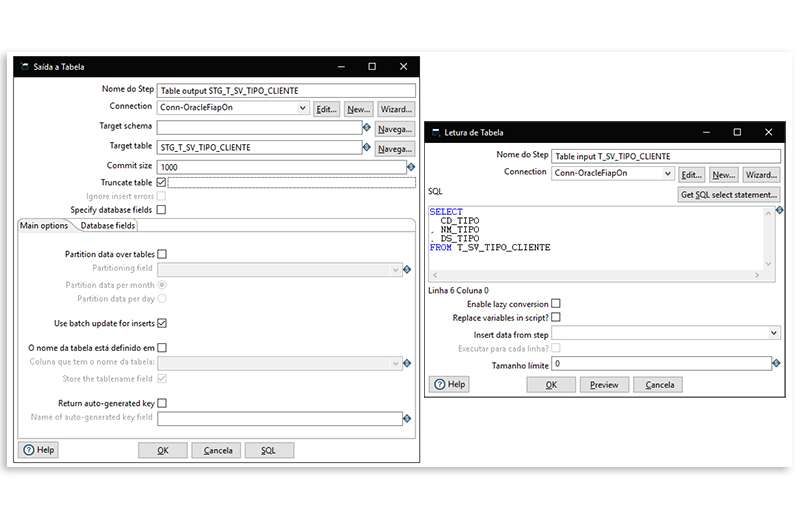 Saída a Tabela
Nome do Step Table output STG_T_SV_TIPO_CLIENTE
Connection Conn-OracleFiapOn Edit... New... Wizard...
Target schema Navega...
Target table STG_T_SV_TIPO_CLIENTE Navega...
Commit size 1000
Truncate table
Ignore insert errors
Specify database fields
Main options Database fields
Partition data over tables
Partitioning field
Partition data per month
Partition data per day
Use batch update for inserts
O nome da tabela está definido em
Coluna que tem o nome da tabela:
Store the tablename field
Return auto-generated key
Name of auto-generated key field
Help OK Cancela SQL
Letura de Tabela
Nome do Step Table input T_SV_TIPO_CLIENTE
Connection Conn-OracleFiapOn Edit... New... Wizard...
SQL Get SQL select statement...
SELECT
CD_TIPO
, NM_TIPO
, DS_TIPO
FROM T_SV_TIPO_CLIENTE
Linha 6 Coluna 0
Enable lazy conversion
Replace variables in script?
Insert data from step
Executar para cada linha?
Tamanho límite 0
Help OK Preview Cancela